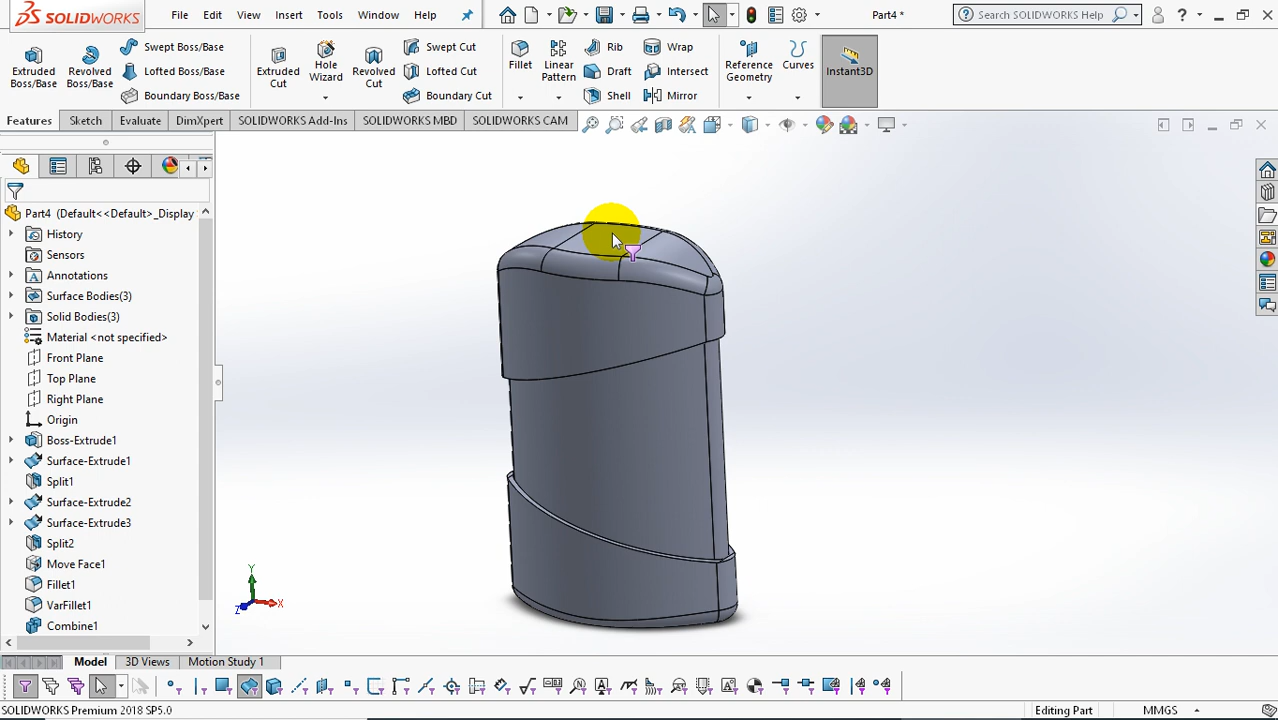 SOLIDWORKS File Edit View Insert Tools Window Help Part4 * Search SOLIDWORKS Help ?
Extruded Boss/Base
Revolved Boss/Base
Swept Boss/Base
Lofted Boss/Base
Boundary Boss/Base
Extruded Cut
Hole Wizard
Revolved Cut
Swept Cut
Lofted Cut
Boundary Cut
Fillet
Linear Pattern
Rib
Draft
Shell
Wrap
Intersect
Mirror
Reference Geometry
Curves
Instant3D
Features Sketch Evaluate DimXpert SOLIDWORKS Add-Ins SOLIDWORKS MBD SOLIDWORKS CAM
Part4 (Default<<Default>_Display
History
Sensors
Annotations
Surface Bodies(3)
Solid Bodies(3)
Material <not specified>
Front Plane
Top Plane
Right Plane
Origin
Boss-Extrude1
Surface-Extrude1
Split1
Surface-Extrude2
Surface-Extrude3
Split2
Move Face1
Fillet1
VarFillet1
Combine1
Y
Z X
Model 3D Views Motion Study 1
SOLIDWORKS Premium 2018 SP5.0 Editing Part MMGS